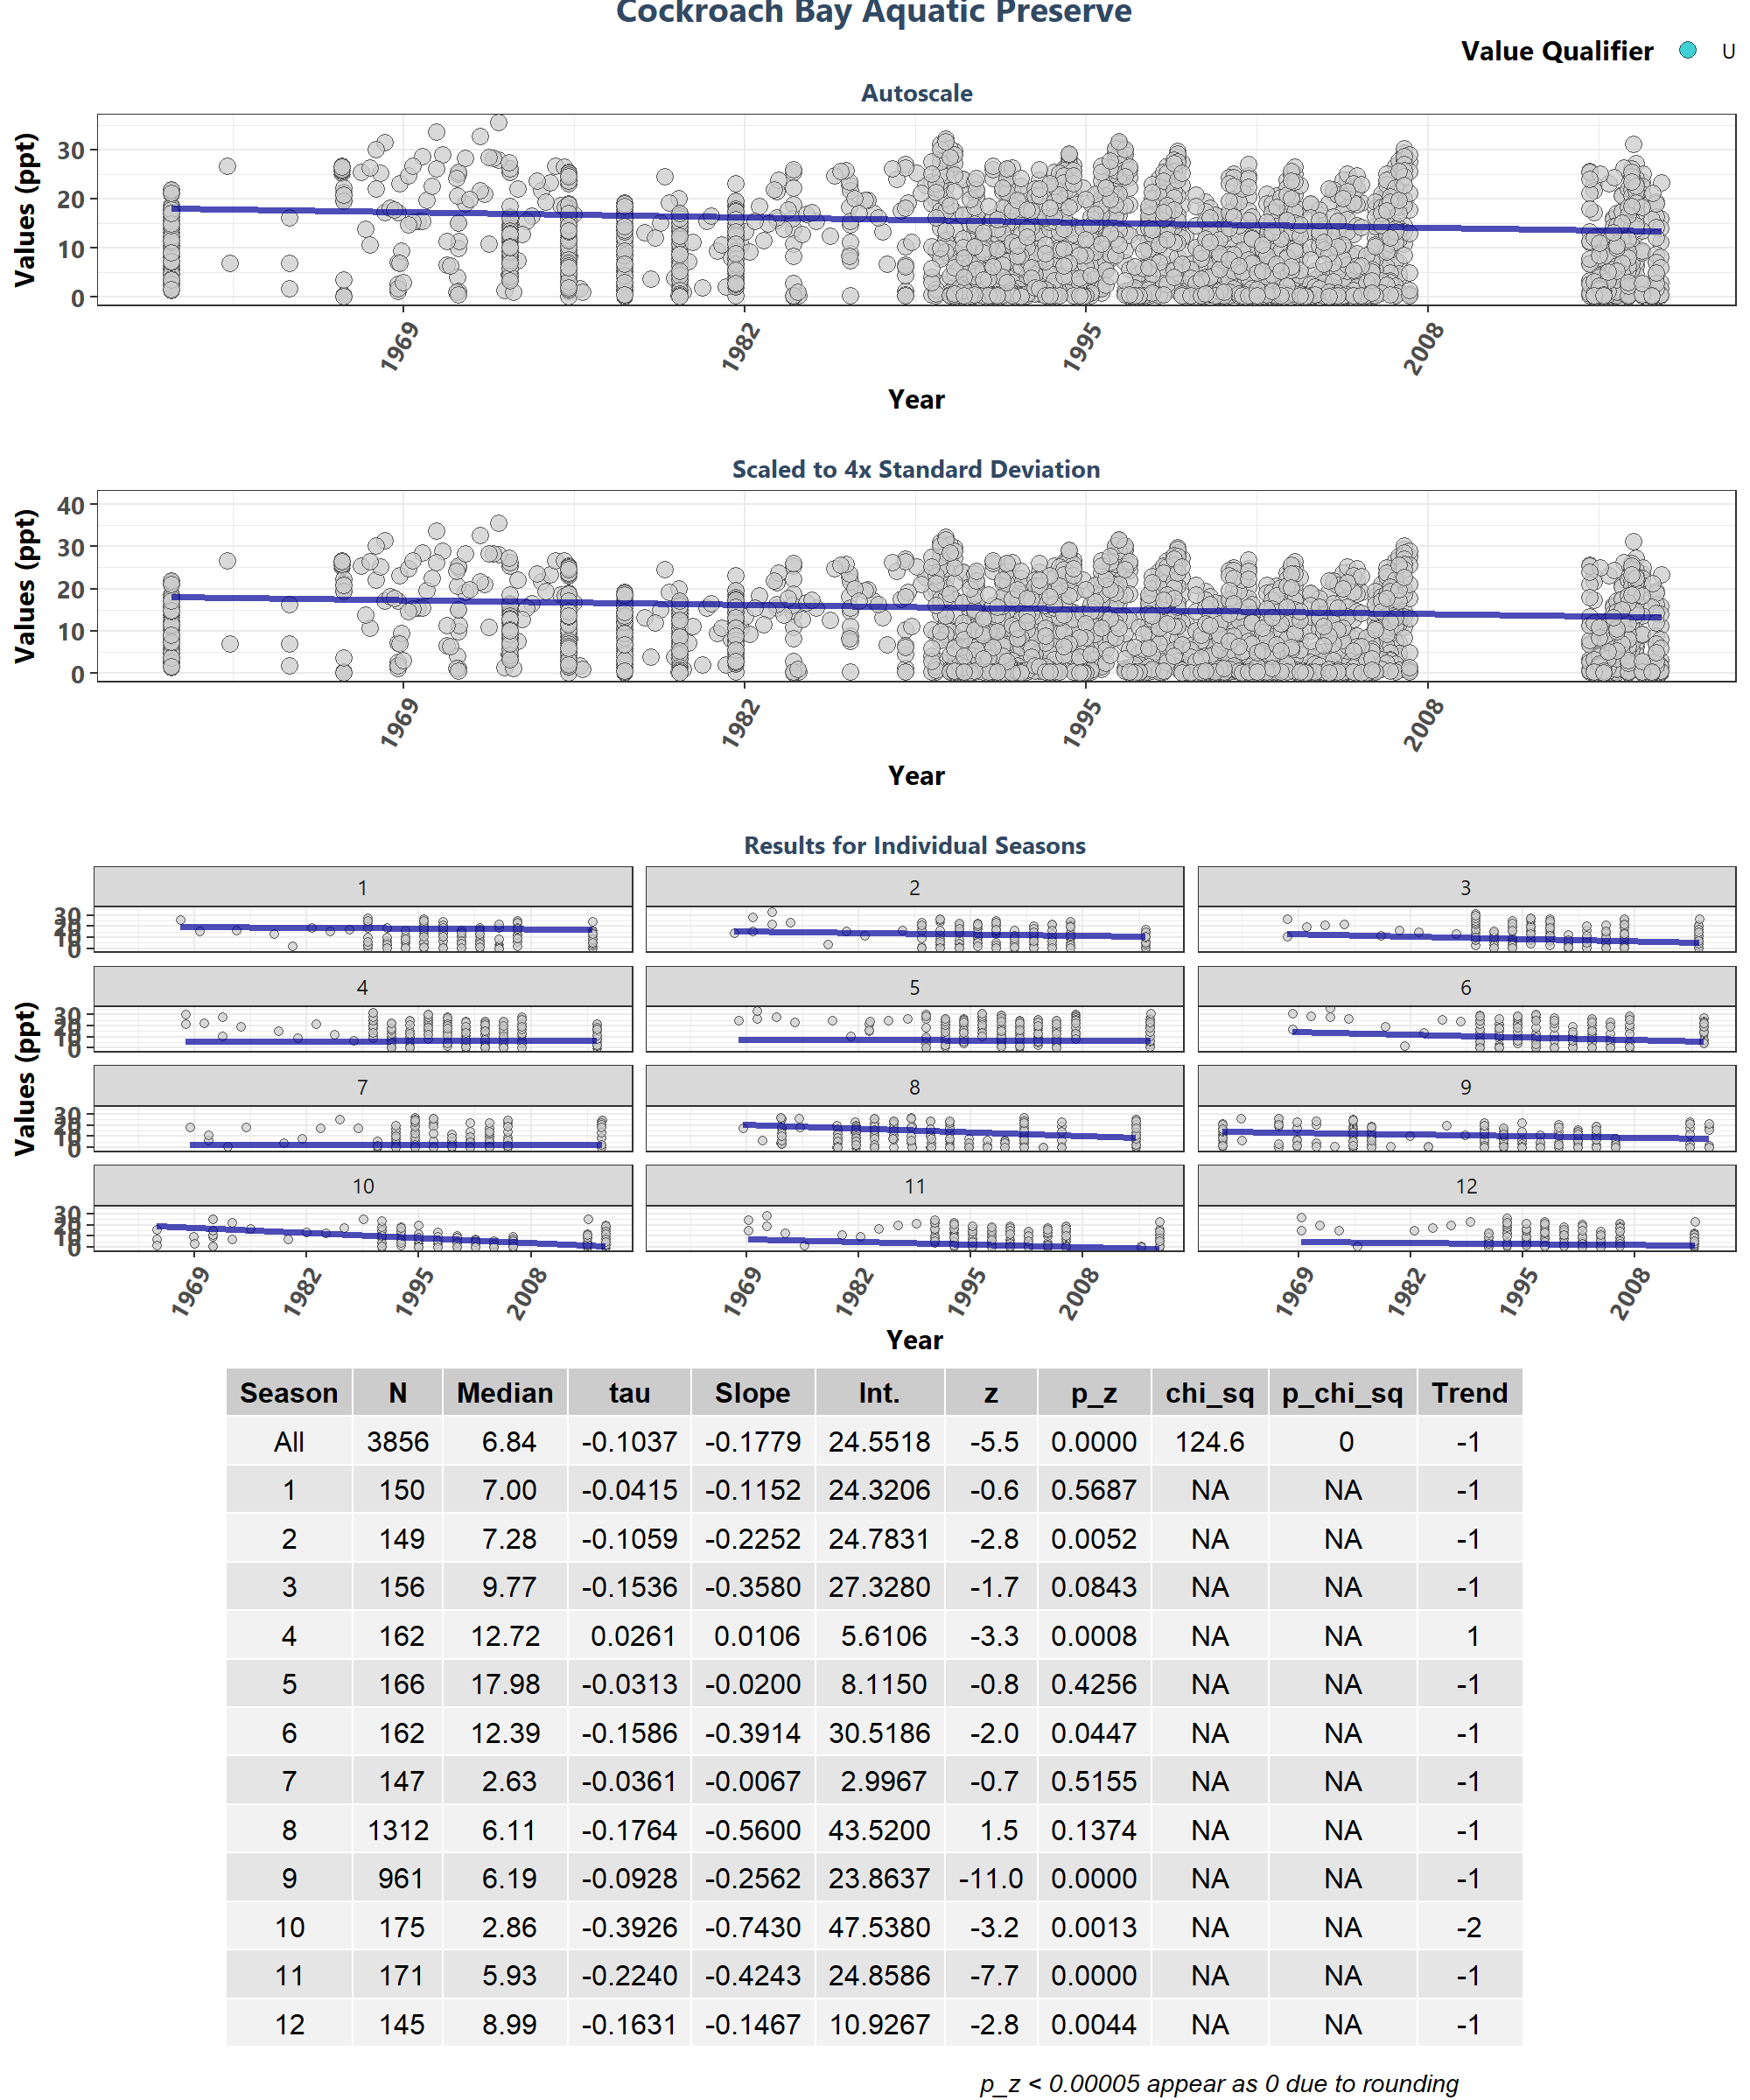 Cockroach Bay Aquatic Preserve
Value Qualifier U
Autoscale
Values (ppt)
30
20
10
0
1969 1982 1995 2008
Year
Scaled to 4x Standard Deviation
Values (ppt)
40
30
20
10
0
1969 1982 1995 2008
Year
Results for Individual Seasons
1 2 3
30
20
10
0
4 5 6
30
20
10
0
Values (ppt)
7 8 9
30
20
10
0
10 11 12
30
20
10
0
1969 1982 1995 2008 1969 1982 1995 2008 1969 1982 1995 2008
Year
Season N Median tau Slope Int. z p_z chi_sq p_chi_sq Trend
All 3856 6.84 -0.1037 -0.1779 24.5518 -5.5 0.0000 124.6 0 -1
1 150 7.00 -0.0415 -0.1152 24.3206 -0.6 0.5687 NA NA -1
2 149 7.28 -0.1059 -0.2252 24.7831 -2.8 0.0052 NA NA -1
3 156 9.77 -0.1536 -0.3580 27.3280 -1.7 0.0843 NA NA -1
4 162 12.72 0.0261 0.0106 5.6106 -3.3 0.0008 NA NA 1
5 166 17.98 -0.0313 -0.0200 8.1150 -0.8 0.4256 NA NA -1
6 162 12.39 -0.1586 -0.3914 30.5186 -2.0 0.0447 NA NA -1
7 147 2.63 -0.0361 -0.0067 2.9967 -0.7 0.5155 NA NA -1
8 1312 6.11 -0.1764 -0.5600 43.5200 1.5 0.1374 NA NA -1
9 961 6.19 -0.0928 -0.2562 23.8637 -11.0 0.0000 NA NA -1
10 175 2.86 -0.3926 -0.7430 47.5380 -3.2 0.0013 NA NA -2
11 171 5.93 -0.2240 -0.4243 24.8586 -7.7 0.0000 NA NA -1
12 145 8.99 -0.1631 -0.1467 10.9267 -2.8 0.0044 NA NA -1
p_z < 0.00005 appear as 0 due to rounding